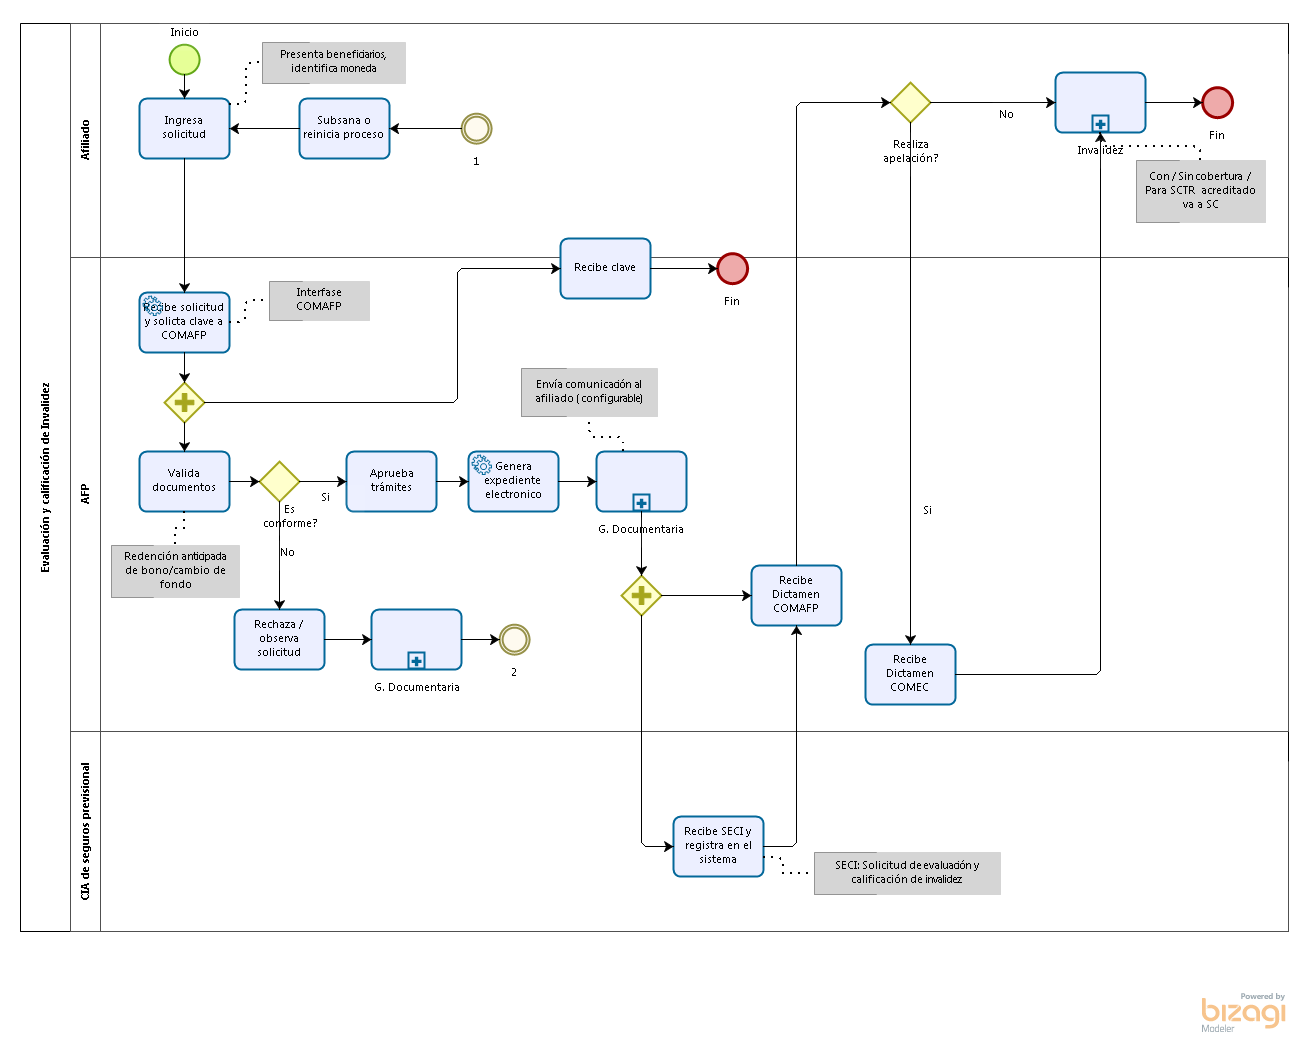 Evaluación y calificación de Invalidez
Afiliado
Inicio
Presenta beneficiarios,
identifica moneda
Ingresa
solicitud
Subsana o
reinicia proceso
1
Realiza
apelación?
No
Invalidez
Fin
Con / Sin cobertura /
Para SCTR acreditado
va a SC
AFP
Recibe solicitud
y solicta clave a
COMAFP
Interfase
COMAFP
Recibe clave
Fin
Envía comunicación al
afiliado ( configurable)
Valida
documentos
Es
conforme?
Si
Aprueba
trámites
Genera
expediente
electronico
G. Documentaria
Si
Redención anticipada
de bono/cambio de
fondo
No
Rechaza /
observa
solicitud
G. Documentaria
2
Recibe
Dictamen
COMAFP
Recibe
Dictamen
COMEC
CIA de seguros previsional
Recibe SECI y
registra en el
sistema
SECI: Solicitud de evaluación y
calificación de invalidez
Powered by
bizagi
Modeler